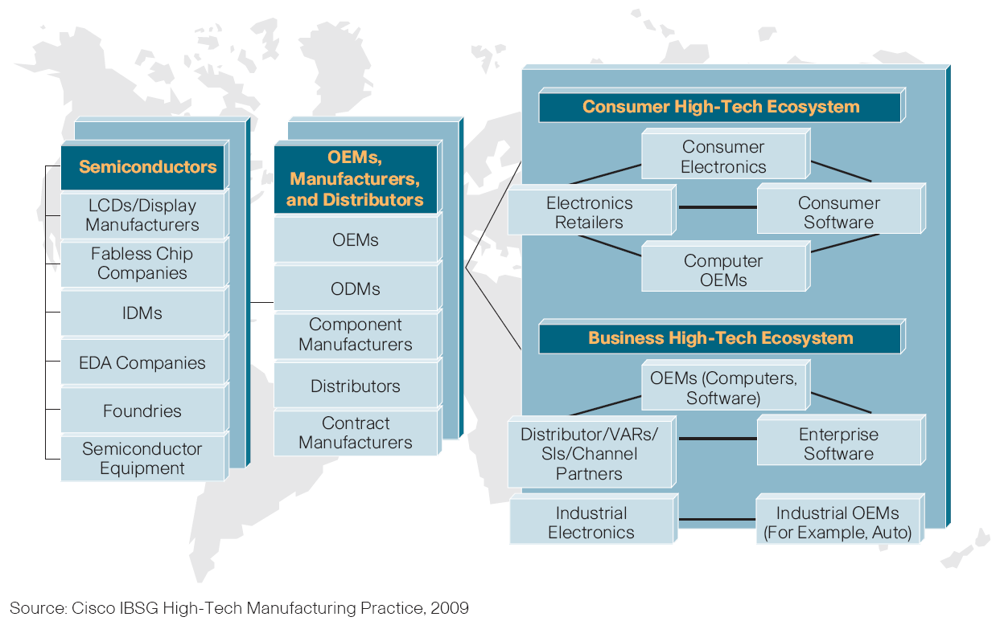 Semiconductors
LCDs/Display
Manufacturers
Fabless Chip
Companies
IDMs
EDA Companies
Foundries
Semiconductor
Equipment
OEMs,
Manufacturers,
and Distributors
OEMs
ODMs
Component
Manufacturers
Distributors
Contract
Manufacturers
Consumer High-Tech Ecosystem
Consumer
Electronics
Electronics
Retailers
Consumer
Software
Computer
OEMs
Business High-Tech Ecosystem
OEMs (Computers,
Software)
Distributor/VARs/
SIs/Channel
Partners
Enterprise
Software
Industrial
Electronics
Industrial OEMs
(For Example, Auto)
Source: Cisco IBSG High-Tech Manufacturing Practice, 2009